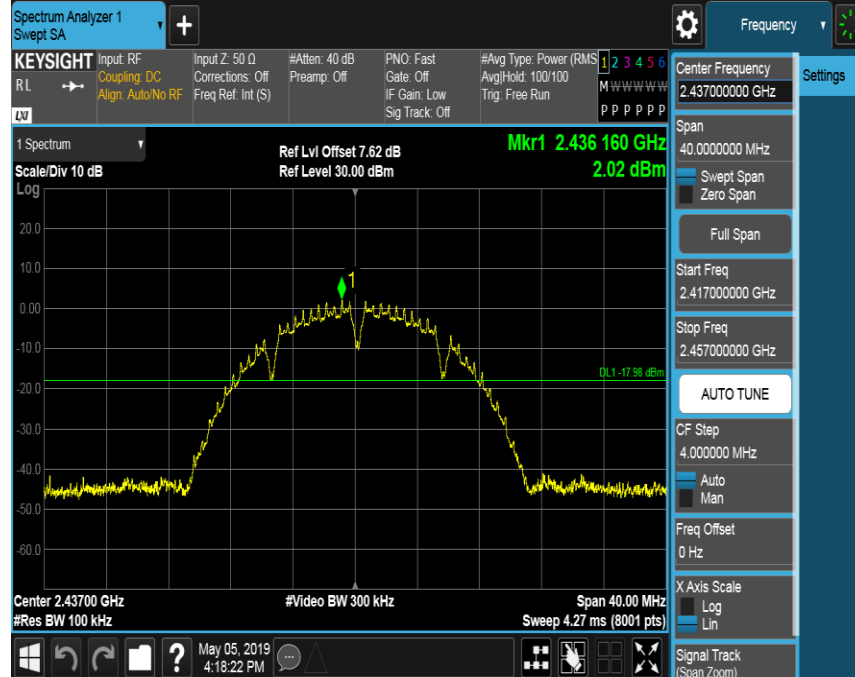 Spectrum Analyzer 1
Swept SA
+
Frequency
KEYSIGHT
RL
LXI
Input: RF
Coupling: DC
Align: Auto/No RF
Input Z: 50 Ω
Corrections: Off
Freq Ref: Int (S)
#Atten: 40 dB
Preamp: Off
PNO: Fast
Gate: Off
IF Gain: Low
Sig Track: Off
#Avg Type: Power (RMS
Avg|Hold: 100/100
Trig: Free Run
1 2 3 4 5 6
M W W W W W
P P P P P P
1 Spectrum
Scale/Div 10 dB
Log
Ref Lvl Offset 7.62 dB
Ref Level 30.00 dBm
Mkr1 2.436 160 GHz
2.02 dBm
20.0
10.0
0.00
-10.0
-20.0
-30.0
-40.0
-50.0
-60.0
1
DL1 -17.98 dBm
Center 2.43700 GHz
#Res BW 100 kHz
#Video BW 300 kHz
Span 40.00 MHz
Sweep 4.27 ms (8001 pts)
?
May 05, 2019
4:18:22 PM
Center Frequency
2.437000000 GHz
Settings
Span
40.0000000 MHz
Swept Span
Zero Span
Full Span
Start Freq
2.417000000 GHz
Stop Freq
2.457000000 GHz
AUTO TUNE
CF Step
4.000000 MHz
Auto
Man
Freq Offset
0 Hz
X Axis Scale
Log
Lin
Signal Track
(Span Zoom)